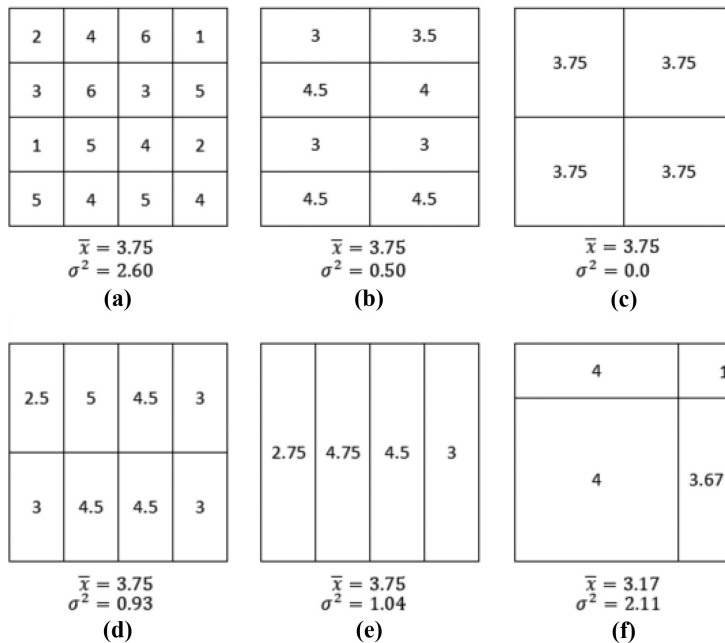 2 4 6 1
3 6 3 5
1 5 4 2
5 4 5 4
x̄ = 3.75
σ² = 2.60
(a)
3 3.5
4.5 4
3 3
4.5 4.5
x̄ = 3.75
σ² = 0.50
(b)
3.75 3.75
3.75 3.75
x̄ = 3.75
σ² = 0.0
(c)
2.5 5 4.5 3
3 4.5 4.5 3
x̄ = 3.75
σ² = 0.93
(d)
2.75 4.75 4.5 3
x̄ = 3.75
σ² = 1.04
(e)
4 1
4 3.67
x̄ = 3.17
σ² = 2.11
(f)